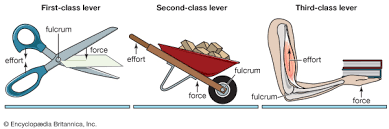 First-class lever
fulcrum
force
effort
Second-class lever
effort
fulcrum
force
Third-class lever
effort
fulcrum
force
© Encyclopædia Britannica, Inc.